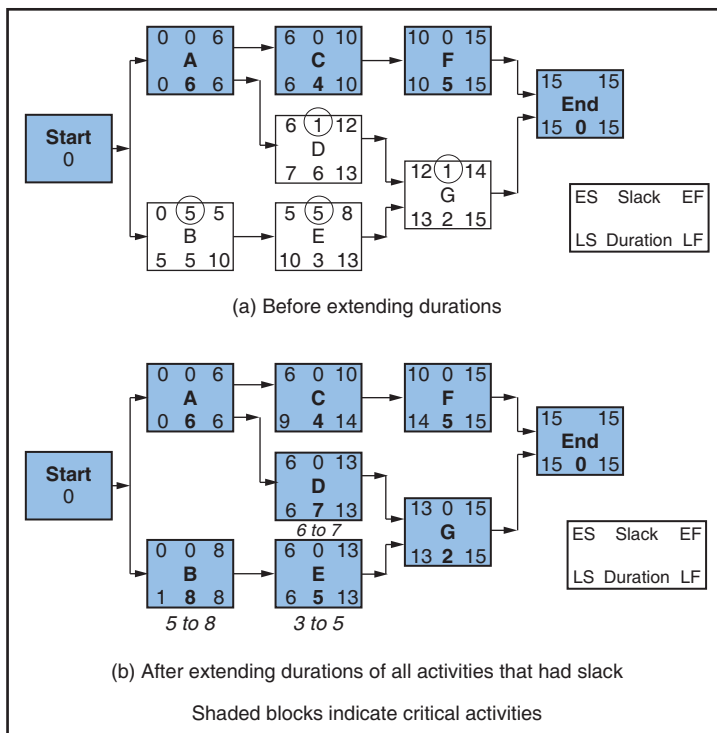 0 0 6
A
0 6 6
6 0 10
C
6 4 10
10 0 15
F
10 5 15
15 15
End
15 0 15
Start
0
6 1 12
D
7 6 13
12 1 14
G
13 2 15
0 5 5
B
5 5 10
5 5 8
E
10 3 13
ES Slack EF
LS Duration LF
(a) Before extending durations
0 0 6
A
0 6 6
6 0 10
C
9 4 14
10 0 15
F
14 5 15
15 15
End
15 0 15
Start
0
6 0 13
D
6 7 13
6 to 7
13 0 15
G
13 2 15
0 0 8
B
1 8 8
5 to 8
6 0 13
E
6 5 13
3 to 5
ES Slack EF
LS Duration LF
(b) After extending durations of all activities that had slack
Shaded blocks indicate critical activities